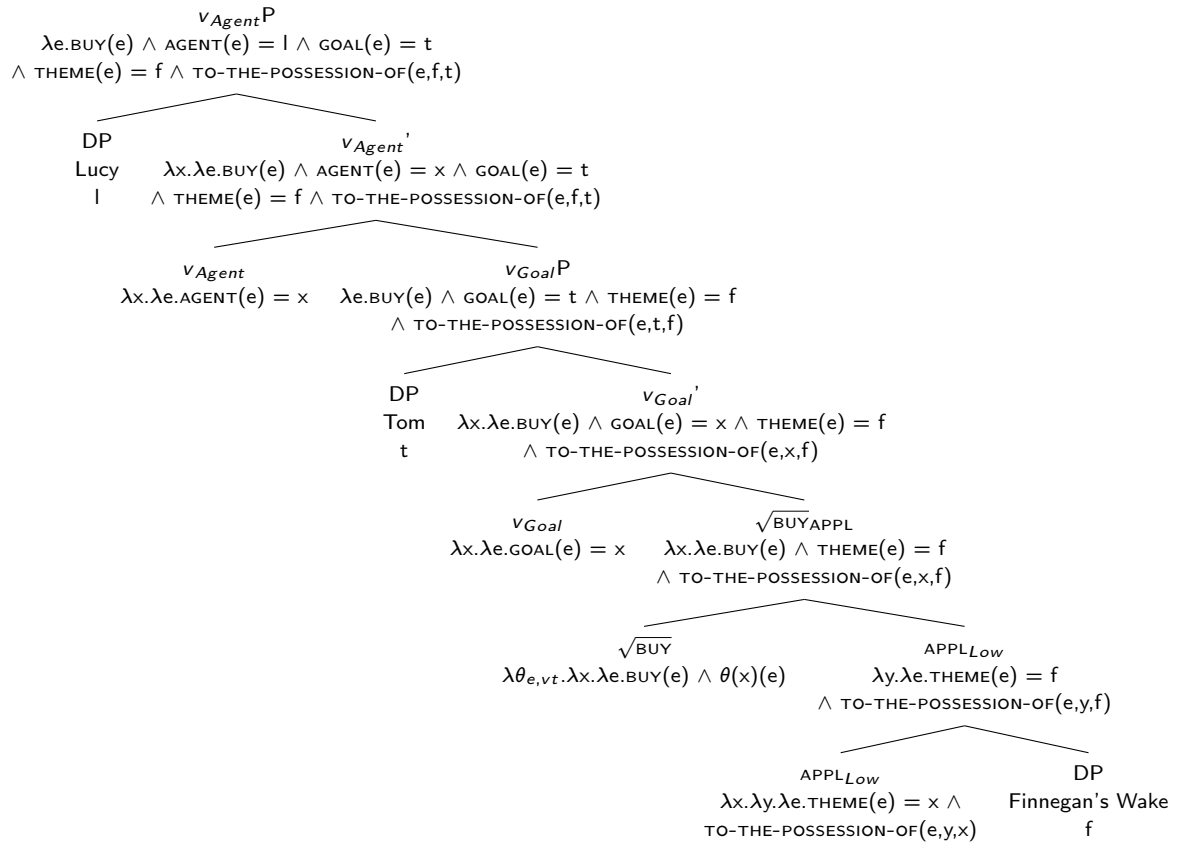 v_AgentP
λe.BUY(e) ∧ AGENT(e) = l ∧ GOAL(e) = t
∧ THEME(e) = f ∧ TO-THE-POSSESSION-OF(e,f,t)
DP
Lucy
l
v_Agent'
λx.λe.BUY(e) ∧ AGENT(e) = x ∧ GOAL(e) = t
∧ THEME(e) = f ∧ TO-THE-POSSESSION-OF(e,f,t)
v_Agent
λx.λe.AGENT(e) = x
v_GoalP
λe.BUY(e) ∧ GOAL(e) = t ∧ THEME(e) = f
∧ TO-THE-POSSESSION-OF(e,t,f)
DP
Tom
t
v_Goal'
λx.λe.BUY(e) ∧ GOAL(e) = x ∧ THEME(e) = f
∧ TO-THE-POSSESSION-OF(e,x,f)
v_Goal
λx.λe.GOAL(e) = x
√BUY APPL
λx.λe.BUY(e) ∧ THEME(e) = f
∧ TO-THE-POSSESSION-OF(e,x,f)
√BUY
λθ_e,vt.λx.λe.BUY(e) ∧ θ(x)(e)
APPL_Low
λy.λe.THEME(e) = f
∧ TO-THE-POSSESSION-OF(e,y,f)
APPL_Low
λx.λy.λe.THEME(e) = x ∧
TO-THE-POSSESSION-OF(e,y,x)
DP
Finnegan's Wake
f